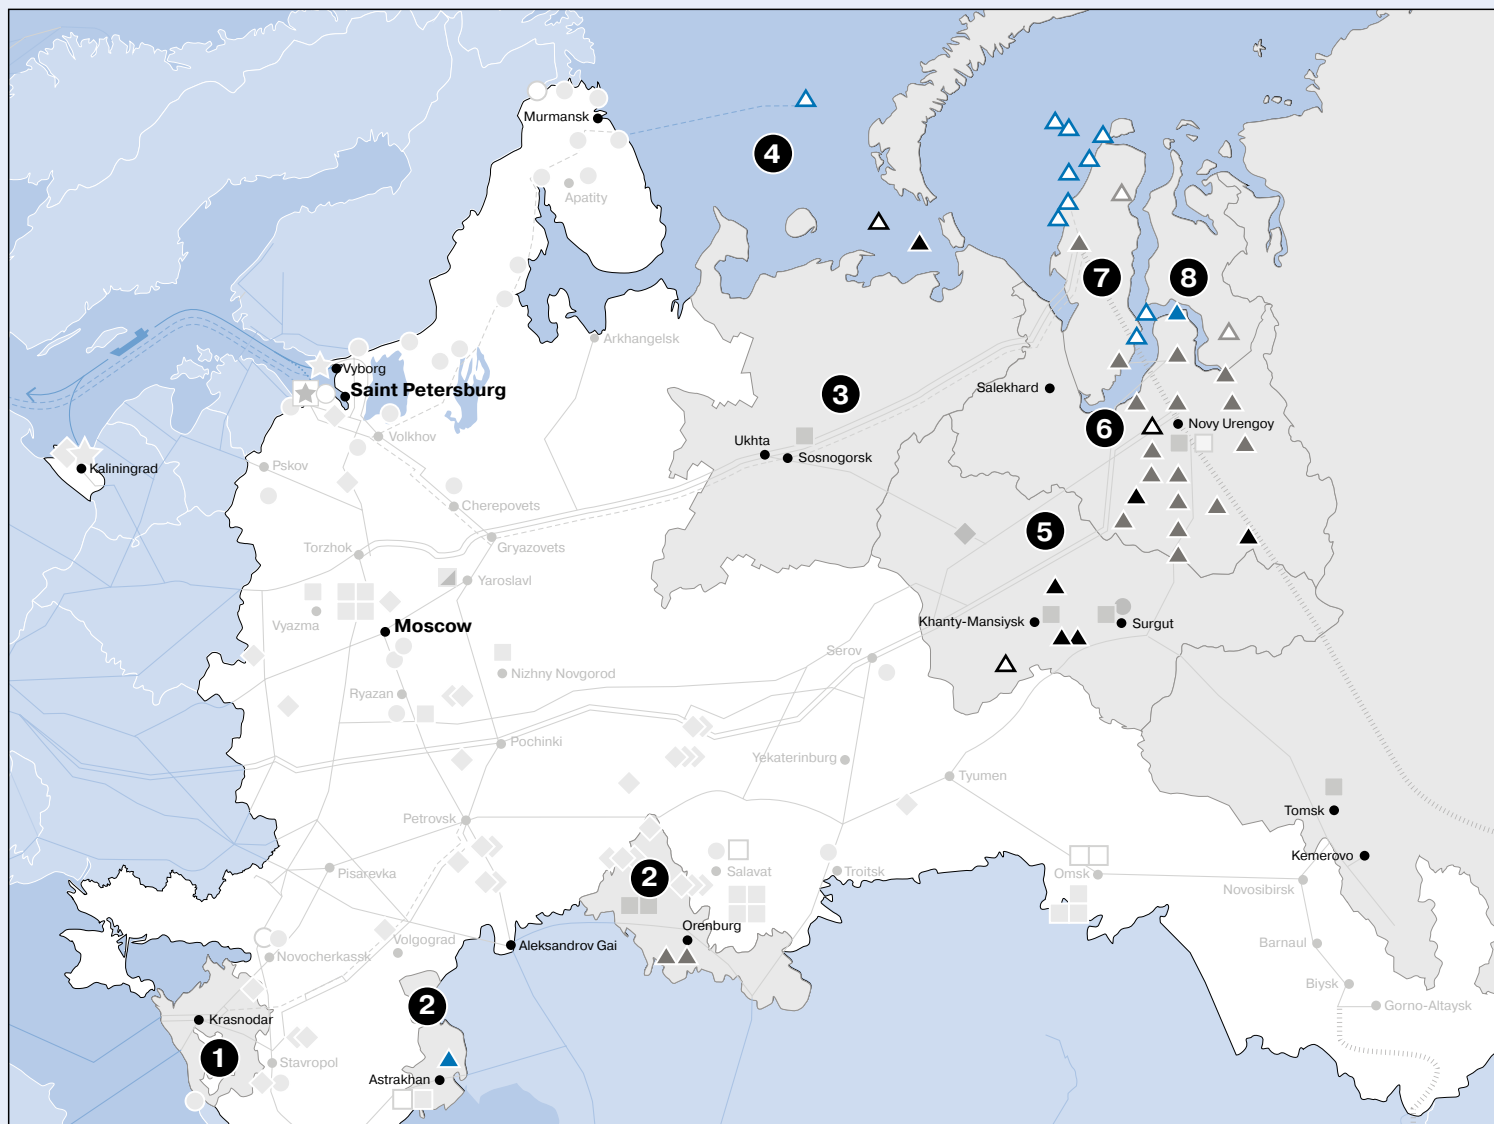 Murmansk
4
Apatity
7
8
Arkhangelsk
Vyborg
Saint Petersburg
Salekhard
3
6
Novy Urengoy
Volkhov
Ukhta
Sosnogorsk
Kaliningrad
Pskov
Cherepovets
5
Torzhok
Gryazovets
Yaroslavl
Vyazma
Moscow
Khanty-Mansiysk
Surgut
Serov
Nizhny Novgorod
Ryazan
Pochinki
Yekaterinburg
Tyumen
Tomsk
Petrovsk
Kemerovo
Pisarevka
2
Salavat
Troitsk
Omsk
Novosibirsk
Orenburg
Volgograd
Aleksandrov Gai
Barnaul
Novocherkassk
Biysk
2
Gorno-Altaysk
Krasnodar
1
Stavropol
Astrakhan